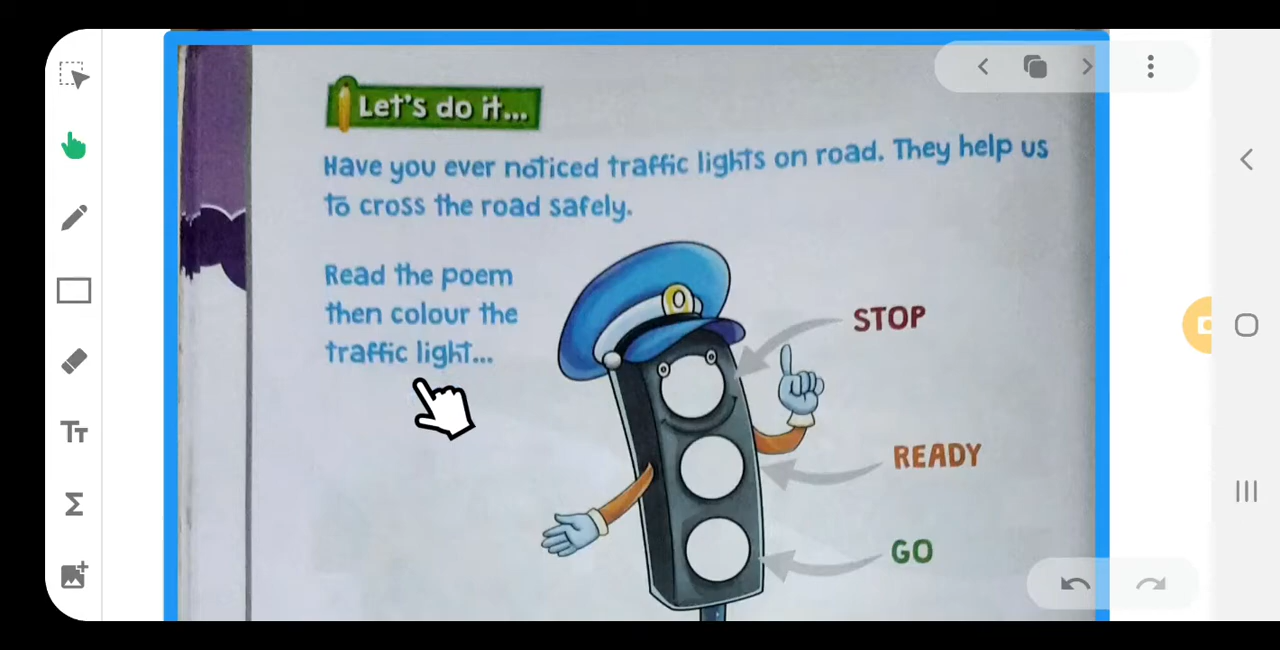 Let's do it...
Have you ever noticed traffic lights on road. They help us
to cross the road safely.
Read the poem
then colour the
traffic light...
STOP
READY
GO